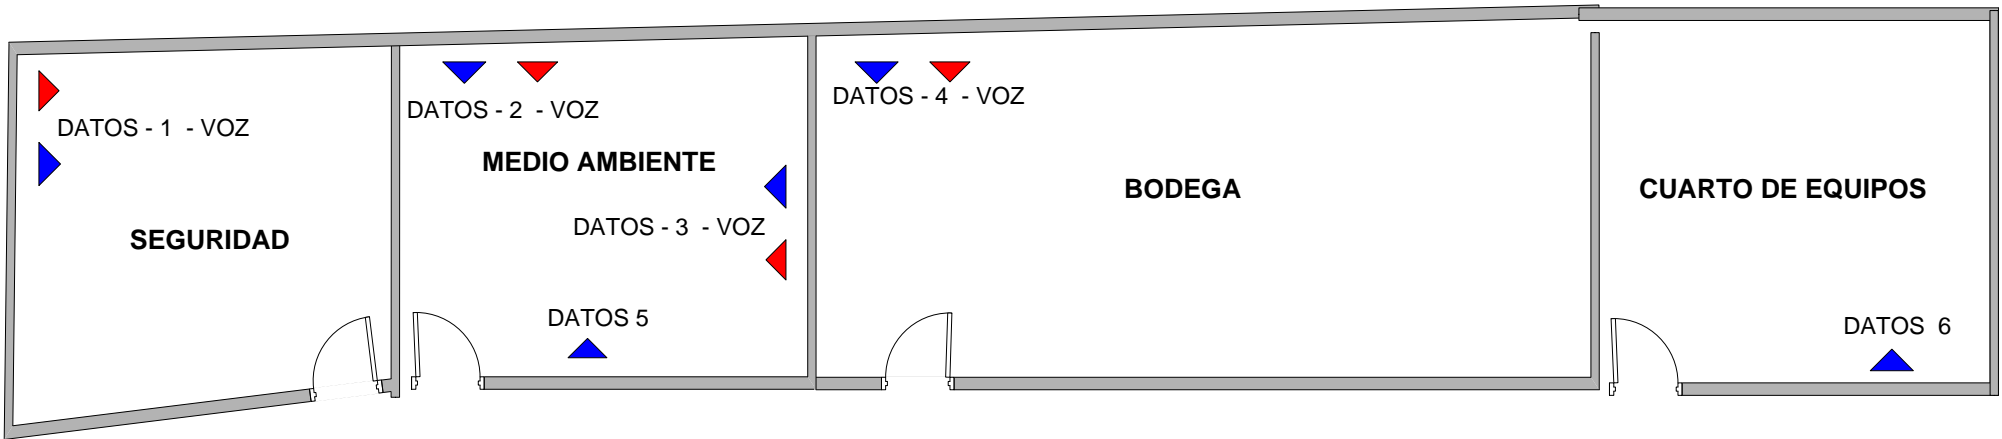 DATOS - 1  - VOZ
SEGURIDAD
DATOS - 2  - VOZ
MEDIO AMBIENTE
DATOS - 3  - VOZ
DATOS 5
DATOS - 4  - VOZ
BODEGA
CUARTO DE EQUIPOS
DATOS  6